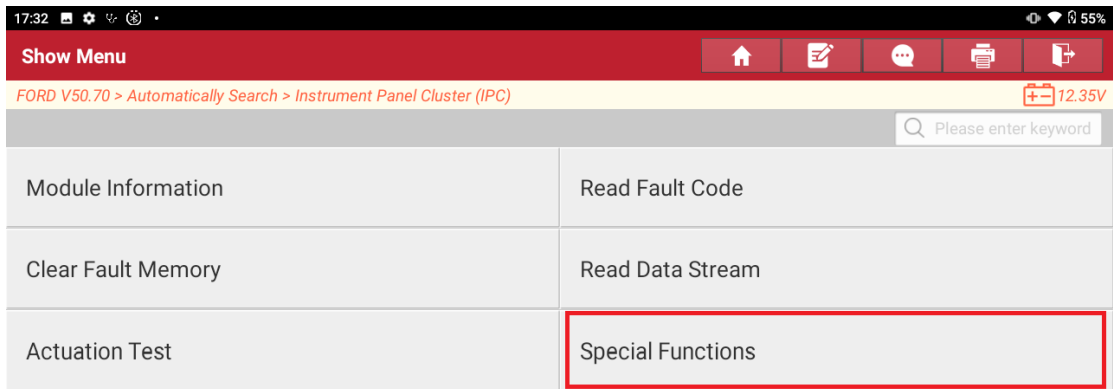 17:32
55%
Show Menu
FORD V50.70 > Automatically Search > Instrument Panel Cluster (IPC)
12.35V
Please enter keyword
Module Information
Read Fault Code
Clear Fault Memory
Read Data Stream
Actuation Test
Special Functions